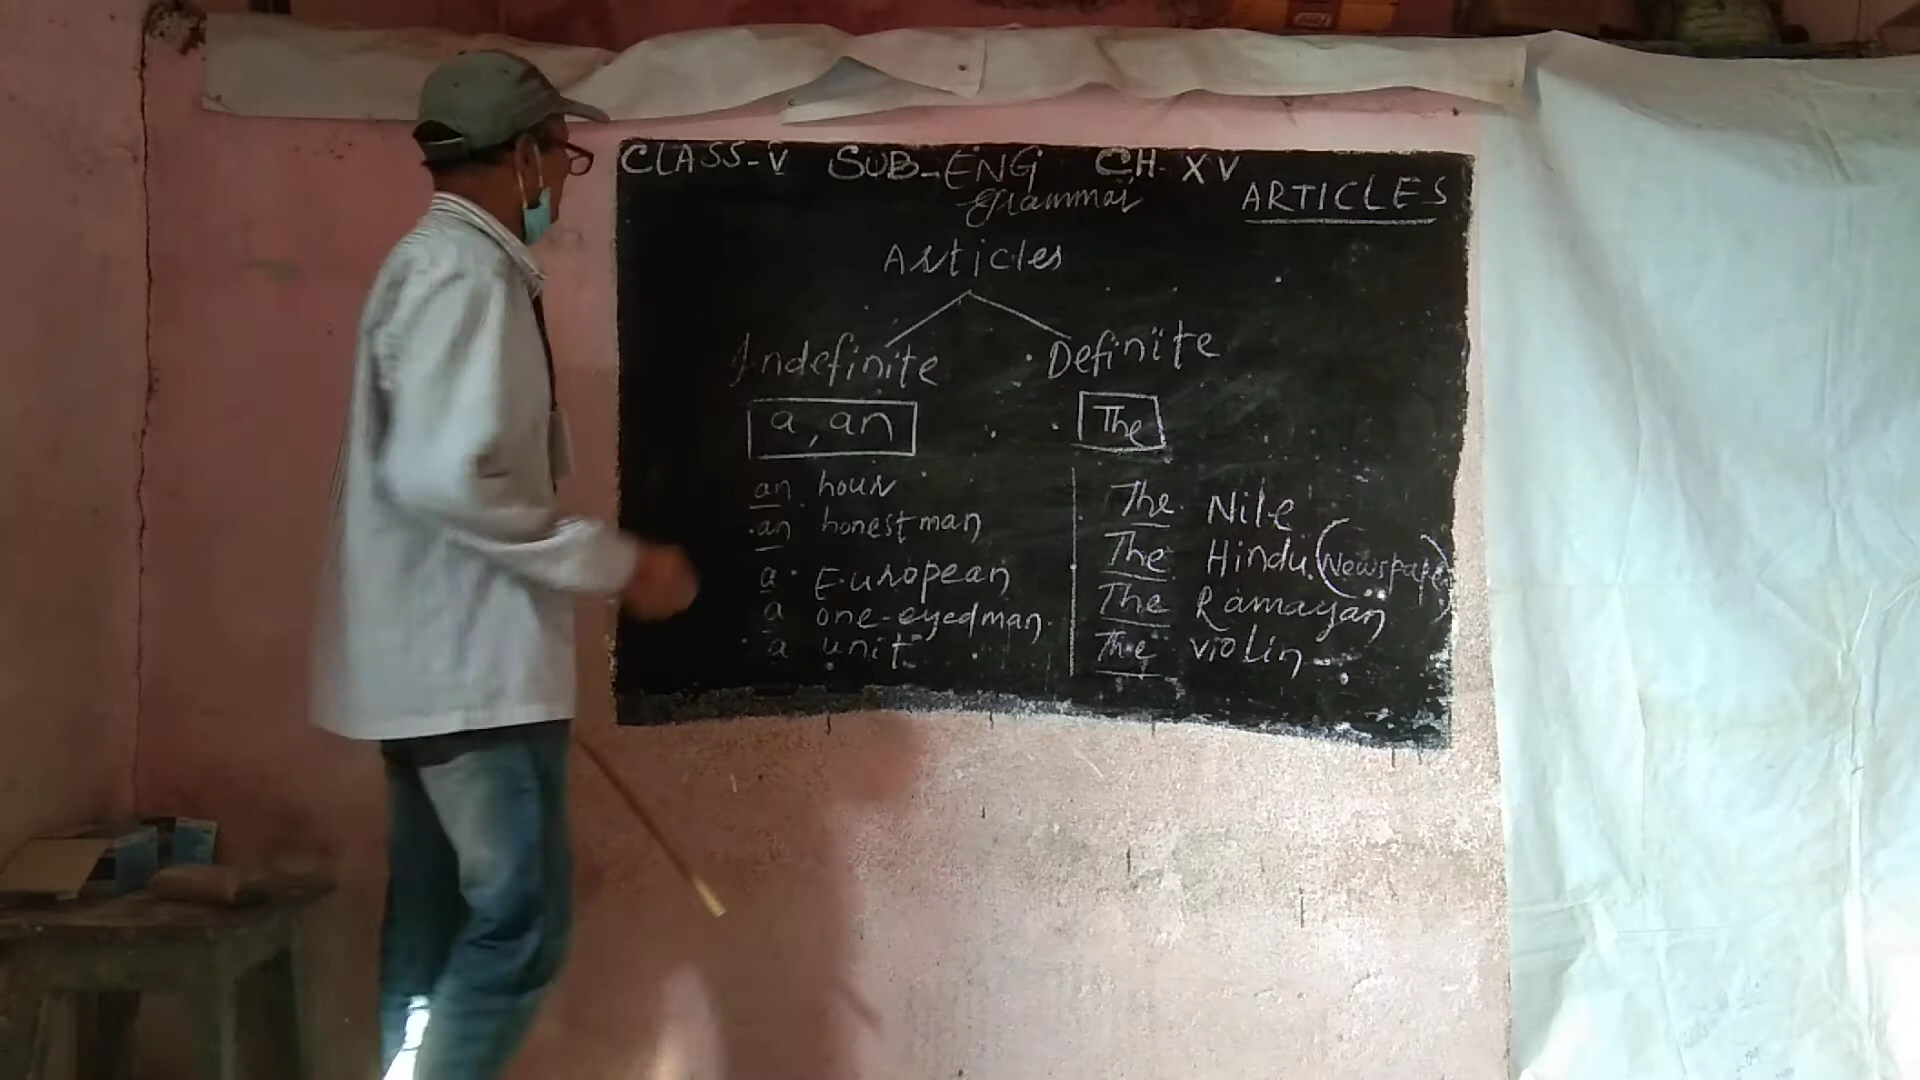 CLASS-V SUB-ENG CH-XV
Grammar
ARTICLES
Articles
Indefinite Definite
a, an The
an hour
an honest man
a European
a one-eyed man
a unit
The Nile
The Hindu (Newspaper)
The Ramayan
The violin